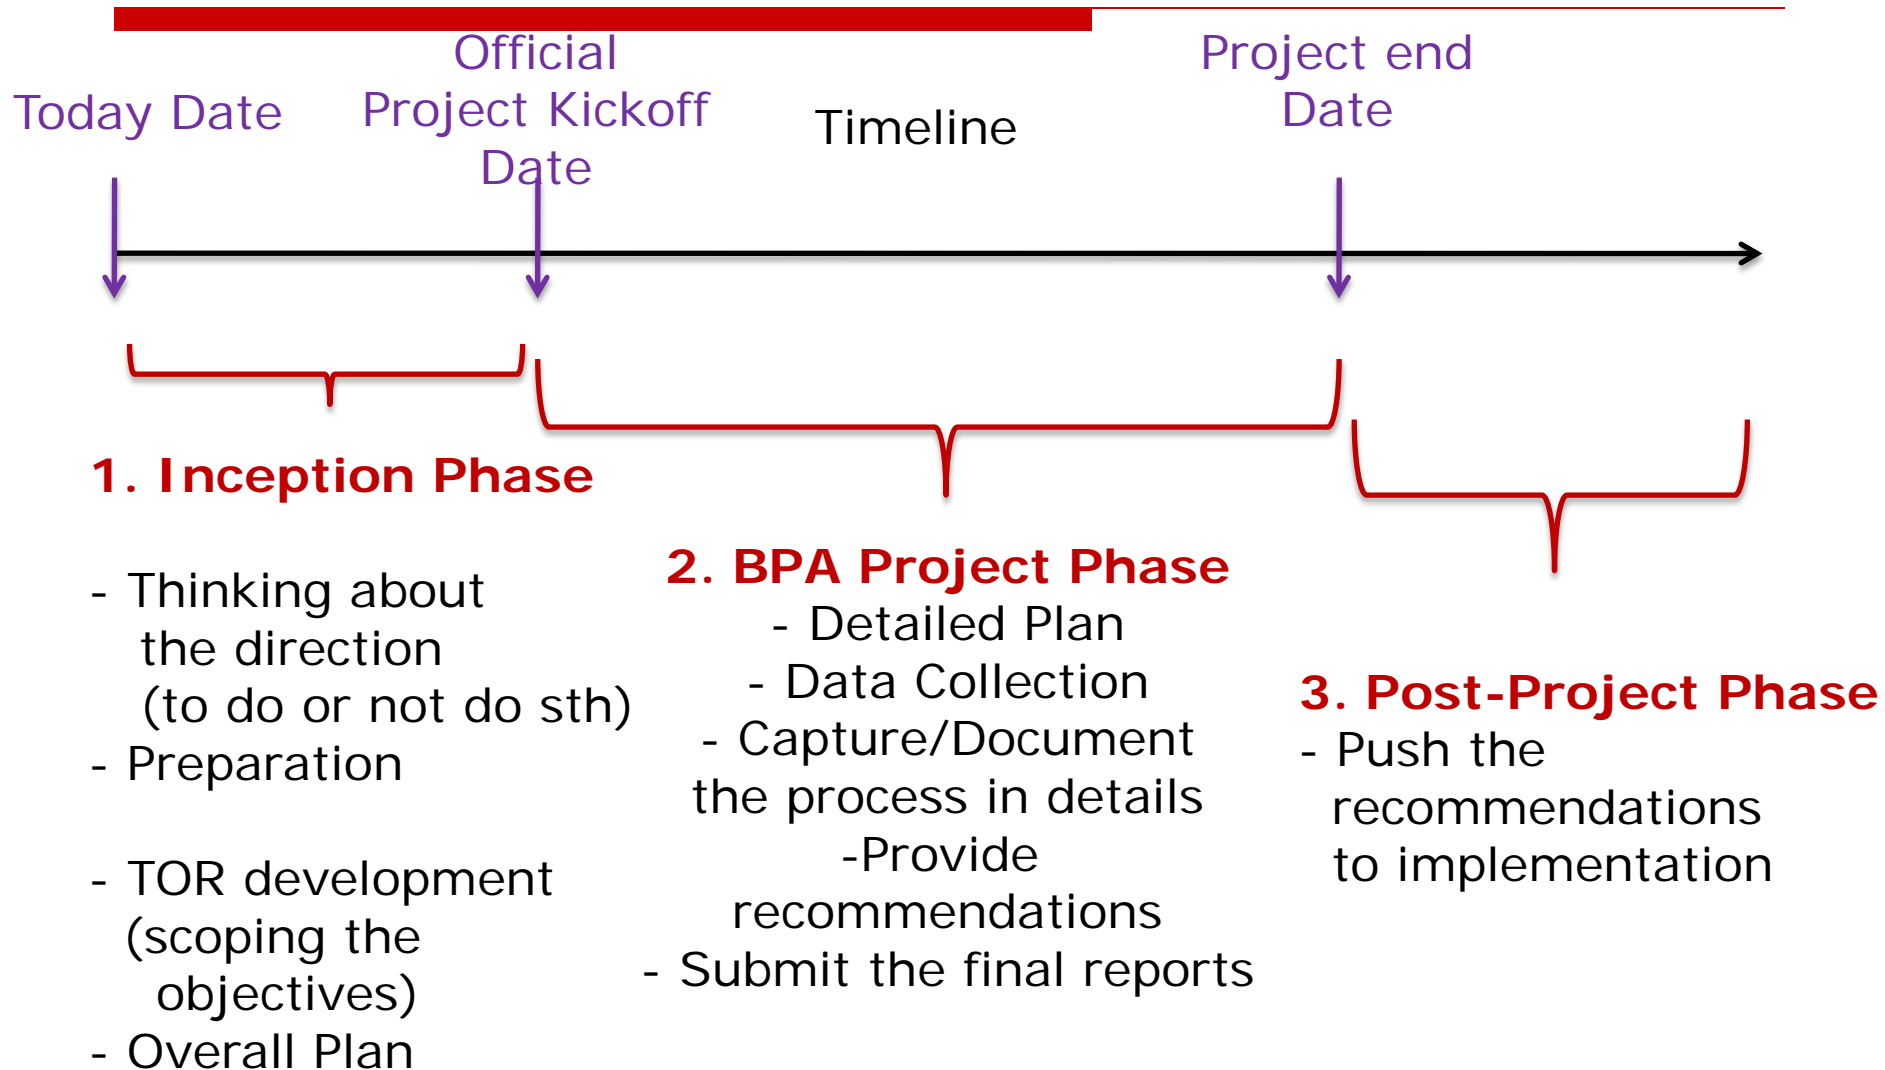 Today Date
Official
Project Kickoff
Date
Timeline
Project end
Date
1. Inception Phase
- Thinking about
the direction
(to do or not do sth)
- Preparation
- TOR development
(scoping the
objectives)
- Overall Plan
2. BPA Project Phase
- Detailed Plan
- Data Collection
- Capture/Document
the process in details
-Provide
recommendations
- Submit the final reports
3. Post-Project Phase
- Push the
recommendations
to implementation